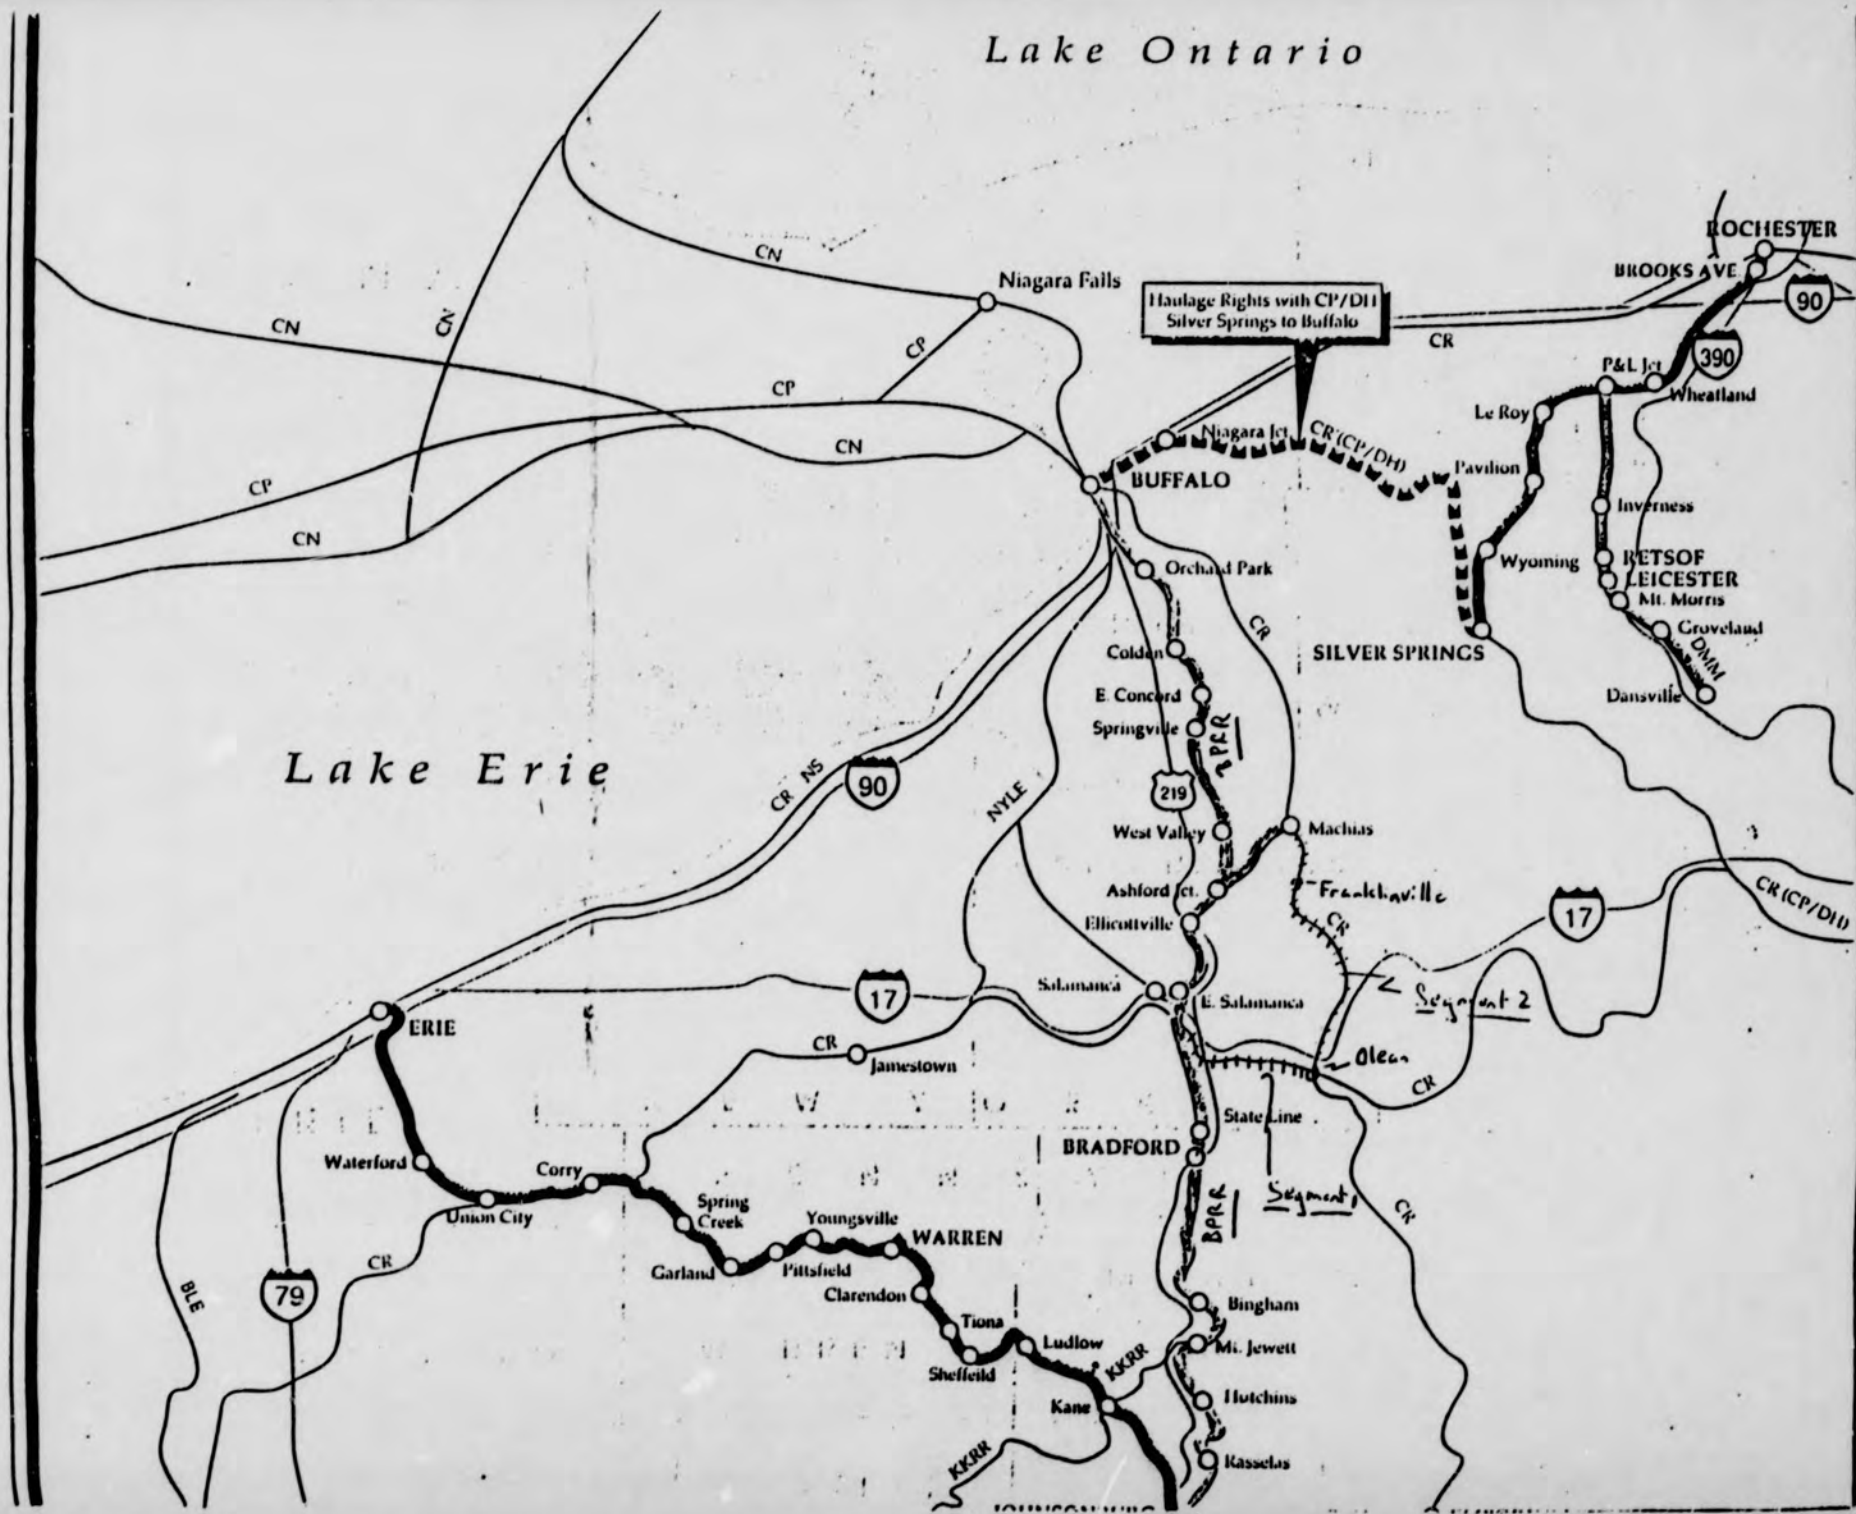 Lake Ontario
ROCHESTER
BROOKS AVE.
90
Niagara Falls
Haulage Rights with CP/DH
Silver Springs to Buffalo
CN
CN
CN
CR
390
P&L Jct
Wheatland
CP
CP
Le Roy
CN
Niagara Jct.
CR (CP/DH)
Pavilion
CP
BUFFALO
Inverness
CN
Orchard Park
Wyoming
RETSOF
LEICESTER
Mt. Morris
CR
Groveland
Colden
SILVER SPRINGS
DMM
E. Concord
Dansville
Springville
Lake Erie
CR
NS
90
NYLE
219
West Valley
Machias
Ashford Jct.
Franklinville
CR (CP/DH)
Ellicottville
CR
17
Salamanca
17
E. Salamanca
Segment 2
ERIE
CR
Jamestown
Olean
CR
State Line
BRADFORD
Waterford
Corry
Segment 1
BPRR
Spring
Creek
CR
Union City
Youngsville
WARREN
CR
Garland
Pittsfield
BLE
79
Clarendon
Bingham
Tiona
Ludlow
KKRR
Mt. Jewett
Sheffeild
Kane
Hutchins
KKRR
Rasselas